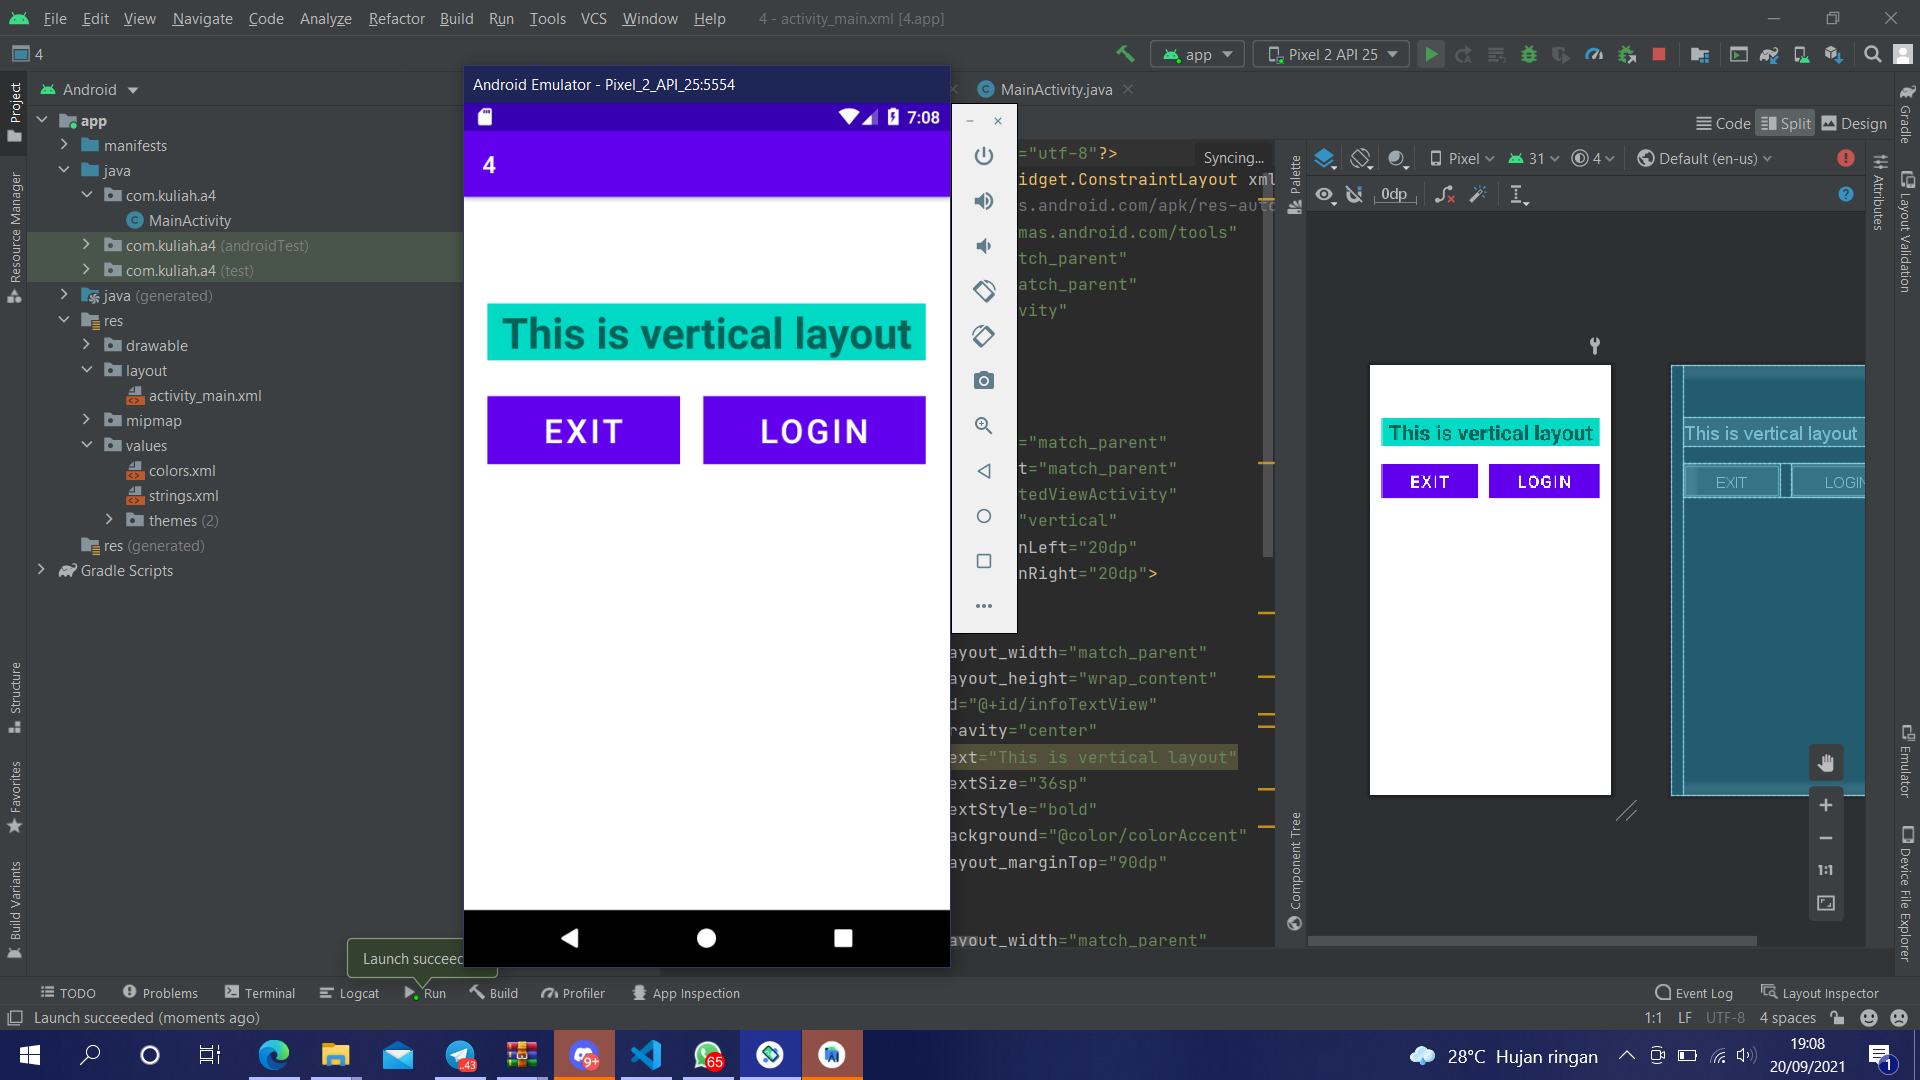 File Edit View Navigate Code Analyze Refactor Build Run Tools VCS Window Help 4 - activity_main.xml [4.app]
4
app
Pixel 2 API 25
Android
Android Emulator - Pixel_2_API_25:5554
MainActivity.java
7:08
4
This is vertical layout
EXIT LOGIN
app
manifests
java
com.kuliah.a4
MainActivity
com.kuliah.a4 (androidTest)
com.kuliah.a4 (test)
java (generated)
res
drawable
layout
activity_main.xml
mipmap
values
colors.xml
strings.xml
themes (2)
res (generated)
Gradle Scripts
Project
Resource Manager
Structure
Favorites
Build Variants
Code Split Design
="utf-8"?>
Syncing...
idget.ConstraintLayout xml
s.android.com/apk/res-auto
mas.android.com/tools"
tch_parent"
atch_parent"
vity"
="match_parent"
t="match_parent"
tedViewActivity"
="vertical"
nLeft="20dp"
nRight="20dp">
ayout_width="match_parent"
ayout_height="wrap_content"
d="@+id/infoTextView"
ravity="center"
ext="This is vertical layout"
extSize="36sp"
extStyle="bold"
ackground="@color/colorAccent"
ayout_marginTop="90dp"
ayout_width="match_parent"
Palette
Component Tree
Pixel 31 4 Default (en-us)
0dp
This is vertical layout
EXIT LOGIN
This is vertical layout
EXIT LOGIN
1:1
Attributes
Gradle
Layout Validation
Emulator
Device File Explorer
Launch succeed
TODO Problems Terminal Logcat Run Build Profiler App Inspection Event Log Layout Inspector
Launch succeeded (moments ago) 1:1 LF UTF-8 4 spaces
43
9+
65
28°C Hujan ringan
19:08
20/09/2021
1